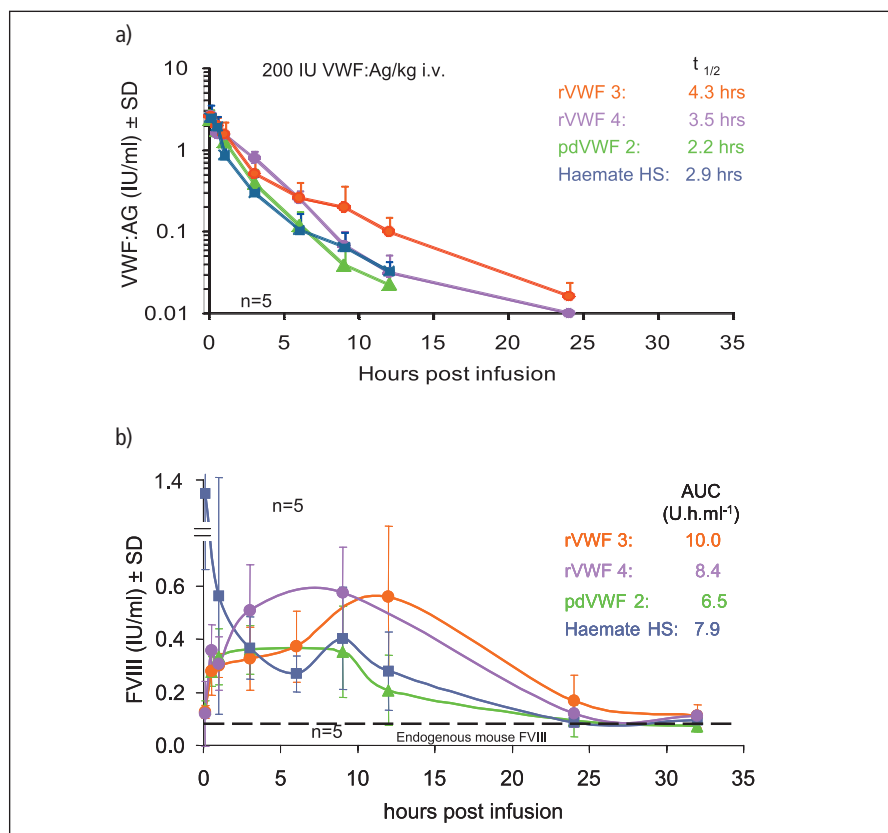 a)
200 IU VWF:Ag/kg i.v.
t 1/2
rVWF 3: 4.3 hrs
rVWF 4: 3.5 hrs
pdVWF 2: 2.2 hrs
Haemate HS: 2.9 hrs
VWF:AG (IU/ml) ± SD
10
1
0.1
0.01
n=5
0 5 10 15 20 25 30 35
Hours post infusion
b)
n=5
AUC
(U.h.ml-1)
rVWF 3: 10.0
rVWF 4: 8.4
pdVWF 2: 6.5
Haemate HS: 7.9
FVIII (IU/ml) ± SD
1.4
0.6
0.4
0.2
0.0
n=5
Endogenous mouse FVIII
0 5 10 15 20 25 30 35
hours post infusion